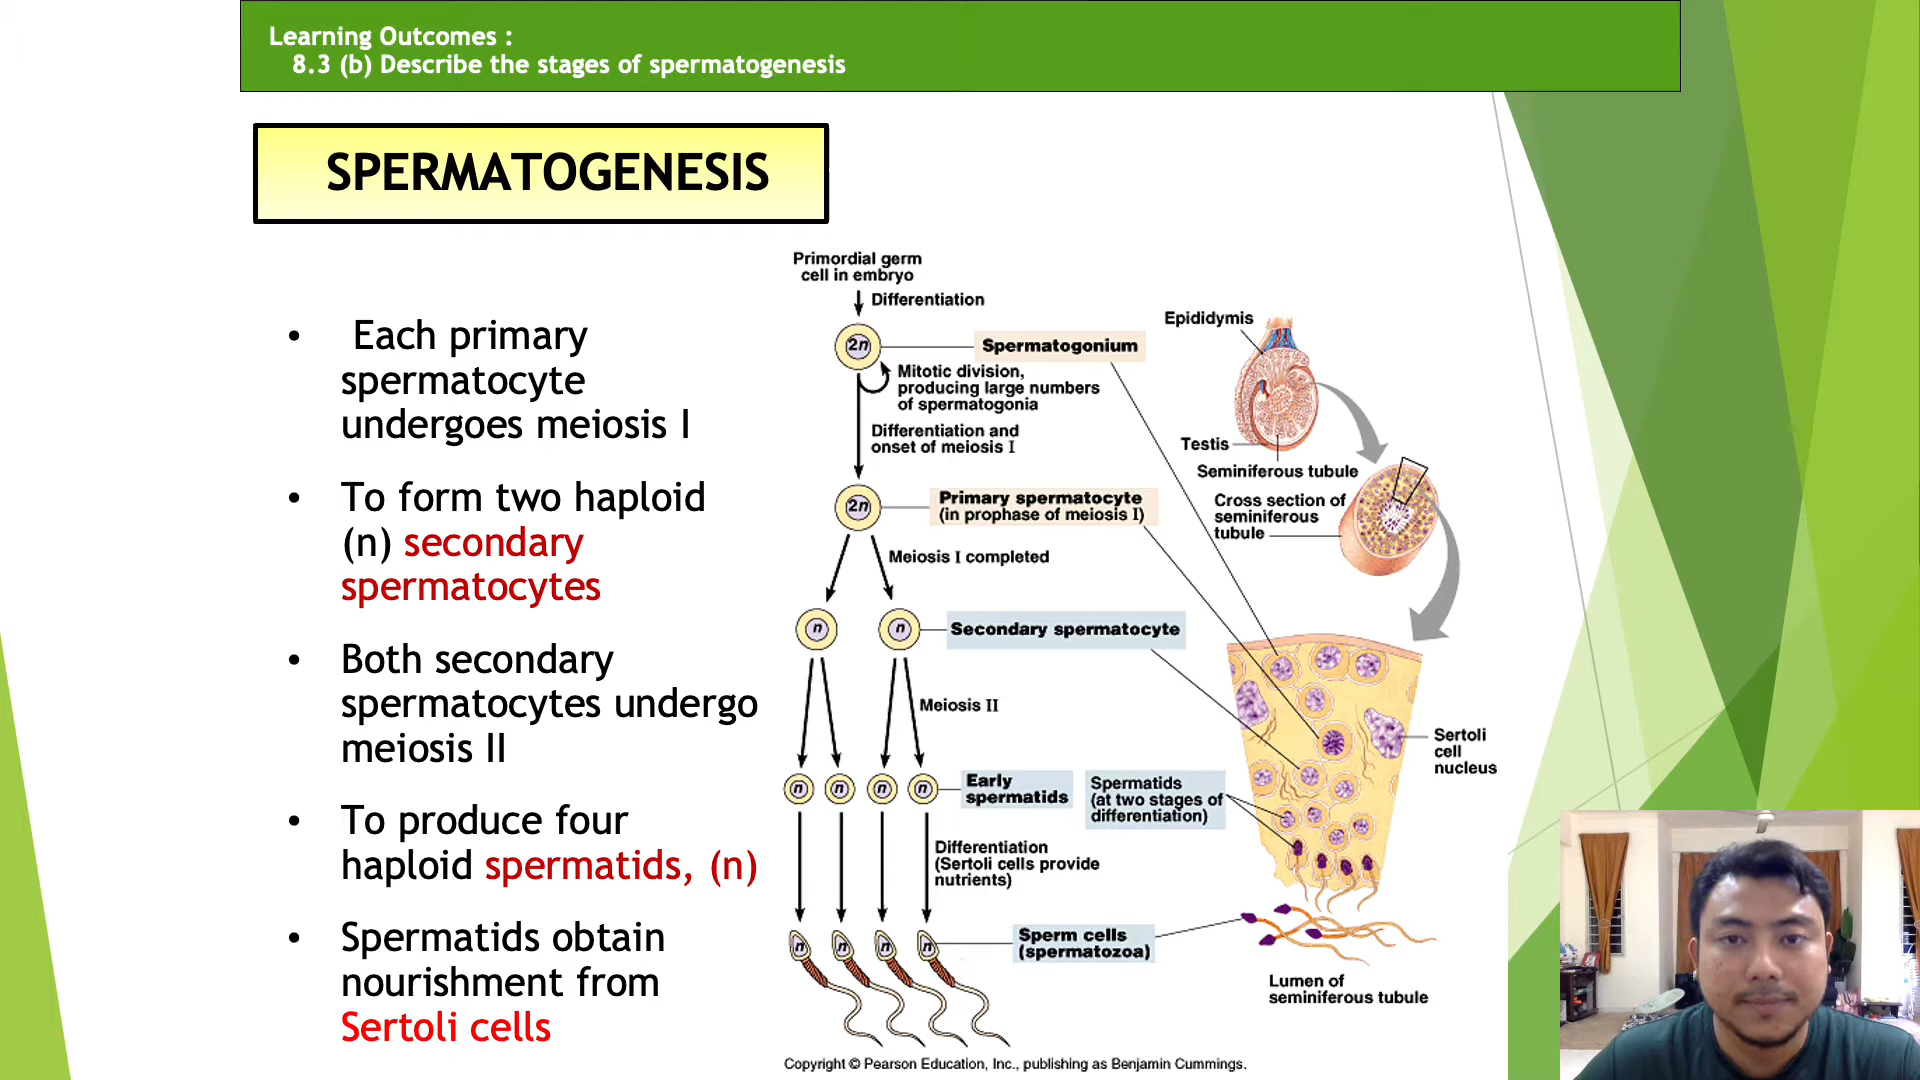 Learning Outcomes :
8.3 (b) Describe the stages of spermatogenesis
SPERMATOGENESIS
• Each primary
spermatocyte
undergoes meiosis I
• To form two haploid
(n) secondary
spermatocytes
• Both secondary
spermatocytes undergo
meiosis II
• To produce four
haploid spermatids, (n)
• Spermatids obtain
nourishment from
Sertoli cells
Primordial germ
cell in embryo
Differentiation
2n
Spermatogonium
Mitotic division,
producing large numbers
of spermatogonia
Differentiation and
onset of meiosis I
2n
Primary spermatocyte
(in prophase of meiosis I)
Meiosis I completed
n
n
Secondary spermatocyte
Meiosis II
n
n
n
n
Early
spermatids
Spermatids
(at two stages of
differentiation)
Differentiation
(Sertoli cells provide
nutrients)
n
n
n
n
Sperm cells
(spermatozoa)
Epididymis
Testis
Seminiferous tubule
Cross section of
seminiferous
tubule
Sertoli
cell
nucleus
Lumen of
seminiferous tubule
Copyright © Pearson Education, Inc., publishing as Benjamin Cummings.